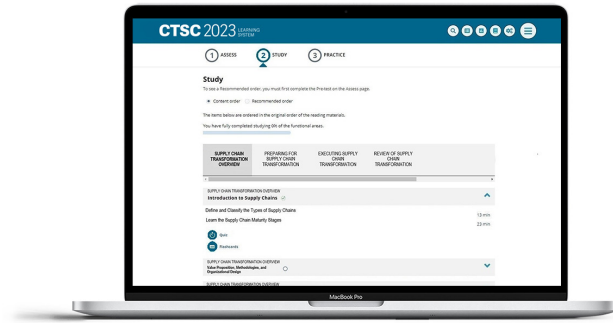 CTSC 2023 LEARNING
SYSTEM
1 ASSESS 2 STUDY 3 PRACTICE
Study
To see a Recommended order, you must first complete the Pretest on the Assess page.
Content order Recommended order
The items below are ordered in the original order of the reading materials.
You have fully completed studying 0% of the functional areas.
SUPPLY CHAIN
TRANSFORMATION
OVERVIEW
PREPARING FOR
SUPPLY CHAIN
TRANSFORMATION
EXECUTING SUPPLY
CHAIN
TRANSFORMATION
REVIEW OF SUPPLY
CHAIN
TRANSFORMATION
SUPPLY CHAIN TRANSFORMATION OVERVIEW
Introduction to Supply Chains
Define and Classify the Types of Supply Chains 13 min
Learn the Supply Chain Maturity Stages 23 min
Quiz
Flashcards
SUPPLY CHAIN TRANSFORMATION OVERVIEW
Value Proposition, Methodologies, and
Organizational Design
SUPPLY CHAIN TRANSFORMATION OVERVIEW
MacBook Pro